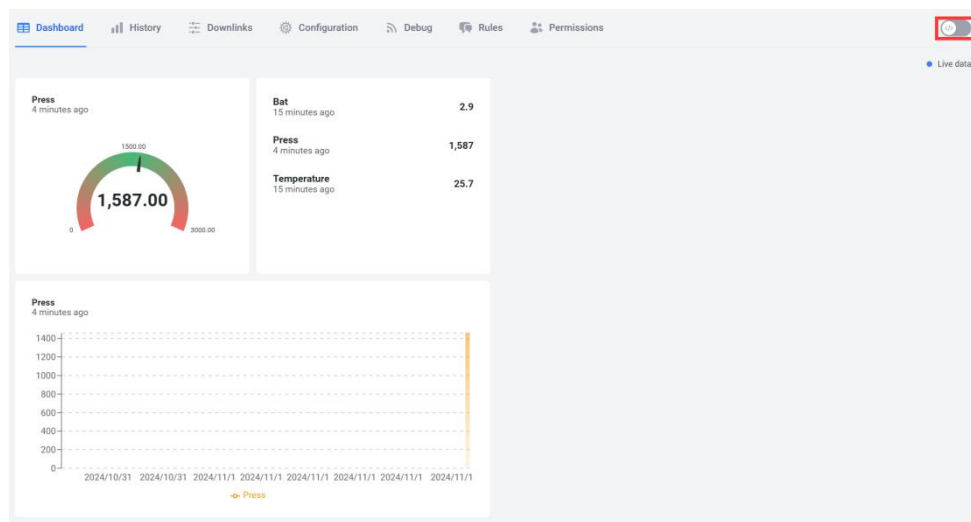 Dashboard
History
Downlinks
Configuration
Debug
Rules
Permissions
</>
Live data
Press
4 minutes ago
1500.00
1,587.00
0
3000.00
Bat
15 minutes ago
2.9
Press
4 minutes ago
1,587
Temperature
15 minutes ago
25.7
Press
4 minutes ago
1400
1200
1000
800
600
400
200
0
2024/10/31 2024/10/31 2024/11/1 2024/11/1 2024/11/1 2024/11/1 2024/11/1 2024/11/1
Press